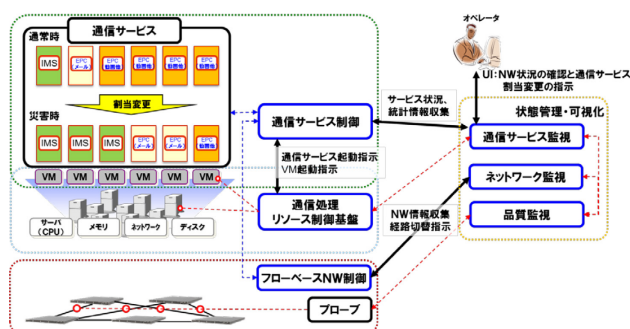 通信サービス
通常時
IMS
EPC
(メール)
EPC
動画他
EPC
動画他
EPC
動画他
EPC
動画他
割当変更
災害時
IMS
IMS
IMS
EPC
(メール)
EPC
(メール)
EPC
動画他
VM
VM
VM
VM
VM
VM
サーバ
(CPU)
メモリ
ネットワーク
ディスク
通信サービス制御
通信サービス起動指示
VM起動指示
通信処理
リソース制御基盤
フローベースNW制御
プローブ
サービス状況、
統計情報収集
NW情報収集
経路切替指示
オペレータ
UI:NW状況の確認と通信サービス
割当変更の指示
状態管理・可視化
通信サービス監視
ネットワーク監視
品質監視